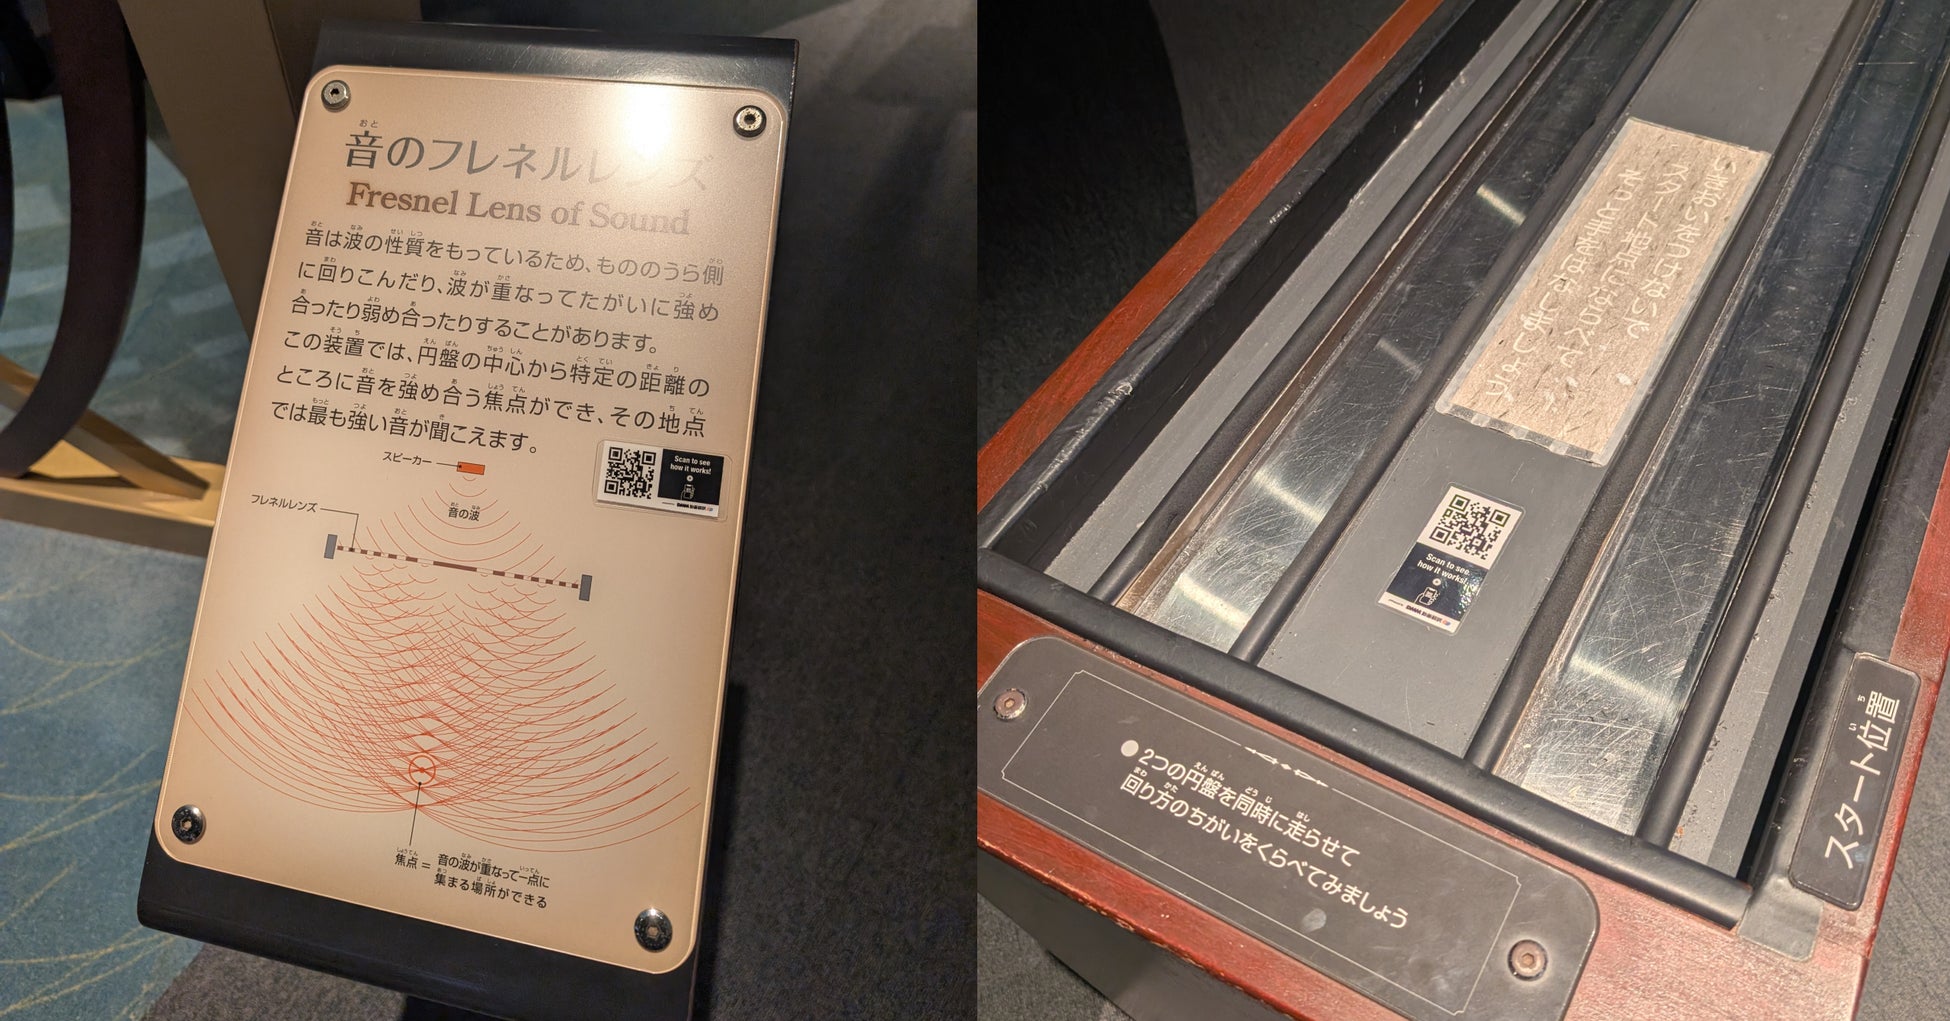 音のフレネルレンズ
Fresnel Lens of Sound
音は波の性質をもっているため、もののうら側
に回りこんだり、波が重なってたがいに強め
合ったり弱め合ったりすることがあります。
この装置では、円盤の中心から特定の距離の
ところに音を強め合う焦点ができ、その地点
では最も強い音が聞こえます。
スピーカー
Scan to see
how it works!
フレネルレンズ
音の波
焦点 = 音の波が重なって一点に
集まる場所ができる
いきおいをつけないで
スタート地点にならべて
そっと手をはなしましょう
Scan to see
how it works!
●2つの円盤を同時に走らせて
回り方のちがいをくらべてみましょう
スタート位置